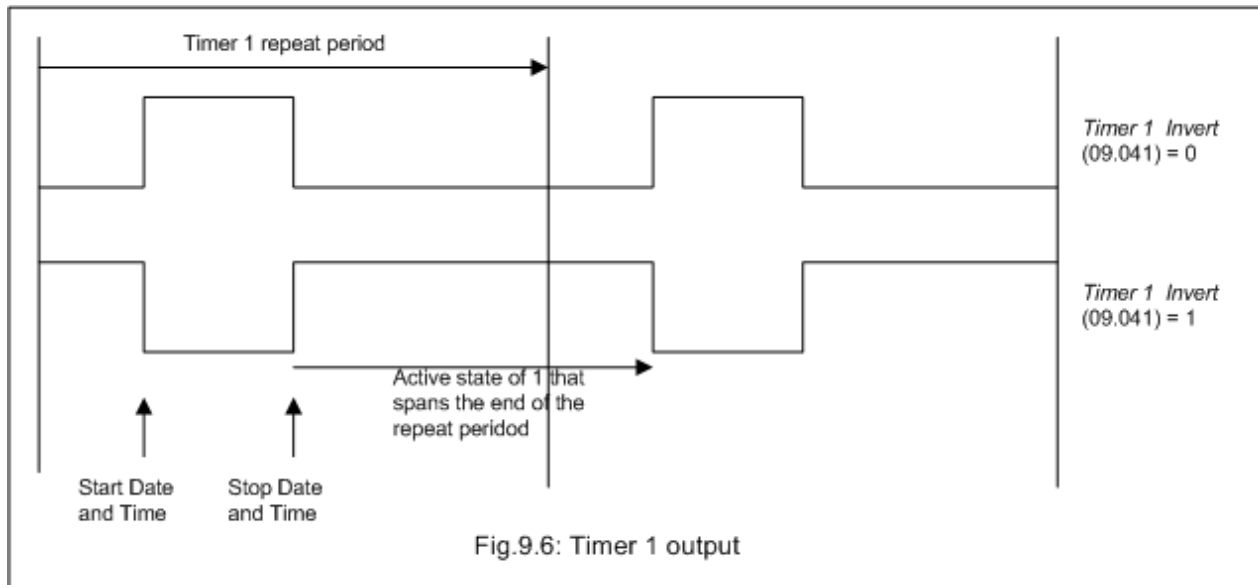 Timer 1 repeat period
Timer 1 Invert
(09.041) = 0
Timer 1 Invert
(09.041) = 1
Active state of 1 that
spans the end of the
repeat peridod
Start Date
and Time
Stop Date
and Time
Fig.9.6: Timer 1 output